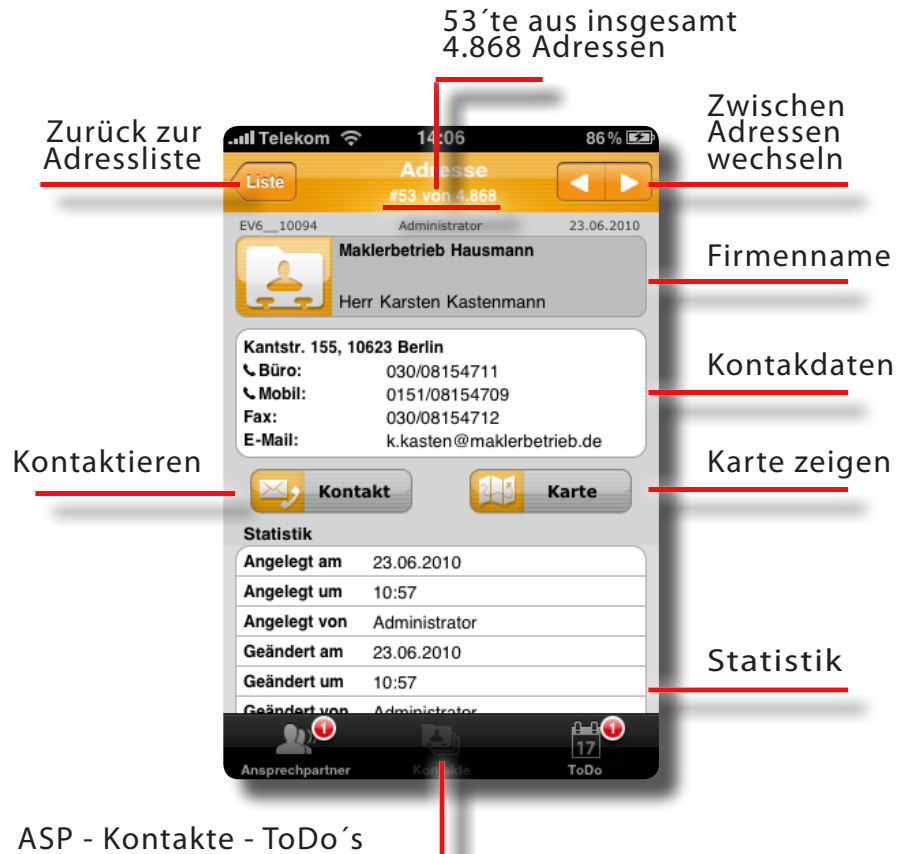 53´te aus insgesamt
4.868 Adressen
Zurück zur
Adressliste
Zwischen
Adressen
wechseln
Telekom 14:06 86 %
Liste
Adresse
#53 von 4.868
EV6__10094 Administrator 23.06.2010
Maklerbetrieb Hausmann
Herr Karsten Kastenmann
Firmenname
Kantstr. 155, 10623 Berlin
Büro: 030/08154711
Mobil: 0151/08154709
Fax: 030/08154712
E-Mail: k.kasten@maklerbetrieb.de
Kontakdaten
Kontaktieren
Kontakt
Karte
Karte zeigen
Statistik
Angelegt am 23.06.2010
Angelegt um 10:57
Angelegt von Administrator
Geändert am 23.06.2010
Geändert um 10:57
Geändert von Administrator
Statistik
1
1
17
Ansprechpartner Kontakte ToDo
ASP - Kontakte - ToDo´s